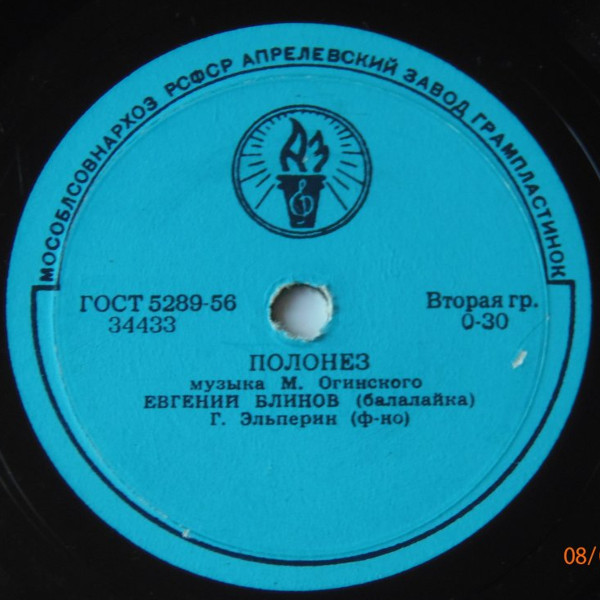 МОСОБЛСОВНАРХОЗ РСФСР АПРЕЛЕВСКИЙ ЗАВОД ГРАМПЛАСТИНОК
АЗ
ГОСТ 5289-56
34433
Вторая гр.
0-30
ПОЛОНЕЗ
музыка М. Огинского
ЕВГЕНИЙ БЛИНОВ (балалайка)
Г. Эльперин (ф-но)